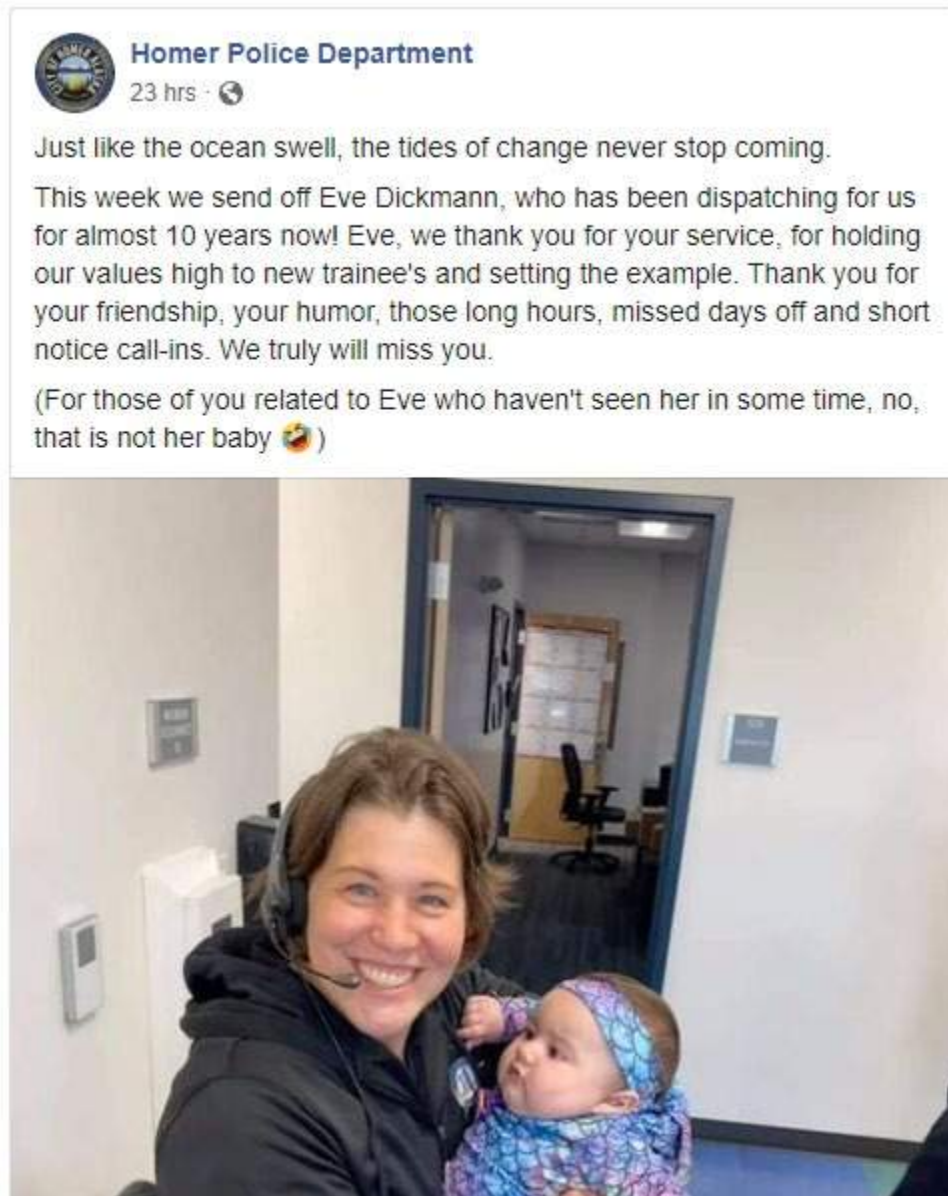 Homer Police Department
23 hrs ·
Just like the ocean swell, the tides of change never stop coming.
This week we send off Eve Dickmann, who has been dispatching for us
for almost 10 years now! Eve, we thank you for your service, for holding
our values high to new trainee's and setting the example. Thank you for
your friendship, your humor, those long hours, missed days off and short
notice call-ins. We truly will miss you.
(For those of you related to Eve who haven't seen her in some time, no,
that is not her baby 🤣)